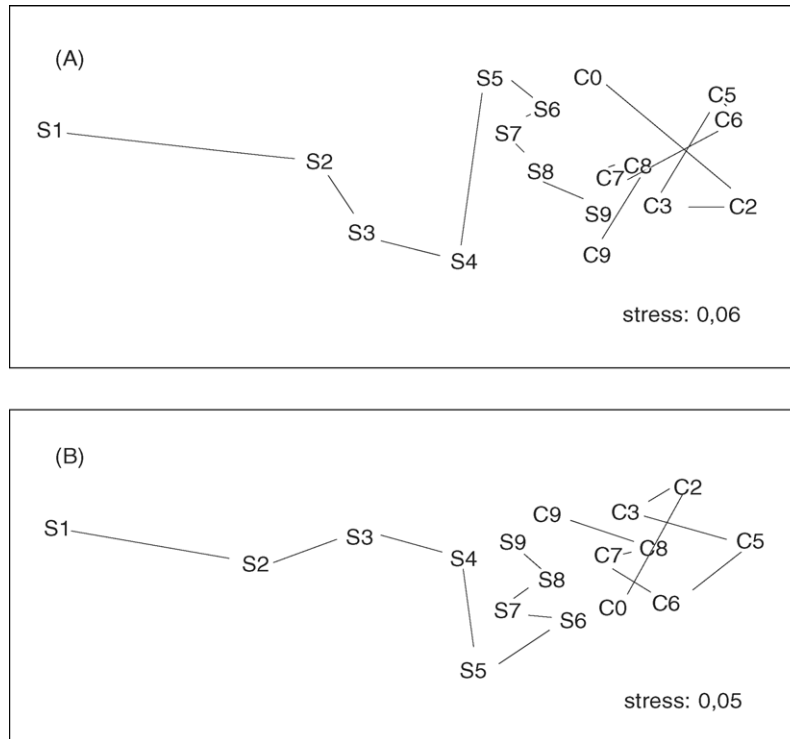 (A)
S5
C0
C5
S6
C6
S1
S7
S2
S8
C8
C7
S9
C3
C2
S3
S4
C9
stress: 0,06
(B)
C2
C3
C9
S1
S3
S9
C5
S4
C8
C7
S2
S8
C0
C6
S7
S6
S5
stress: 0,05